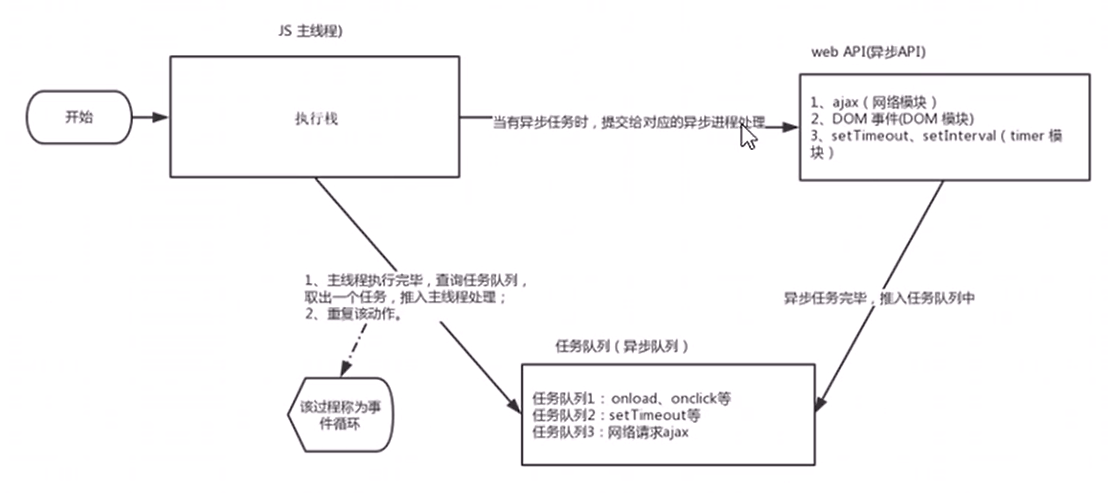 JS 主线程)
web API(异步API)
开始
执行栈
当有异步任务时，提交给对应的异步进程处理
1、ajax（网络模块）
2、DOM 事件(DOM 模块)
3、setTimeout、setInterval（timer 模
块）
1、主线程执行完毕，查询任务队列，
取出一个任务，推入主线程处理；
2、重复该动作。
异步任务完毕，推入任务队列中
任务队列（异步队列）
该过程称为事
件循环
任务队列1：onload、onclick等
任务队列2：setTimeout等
任务队列3：网络请求ajax